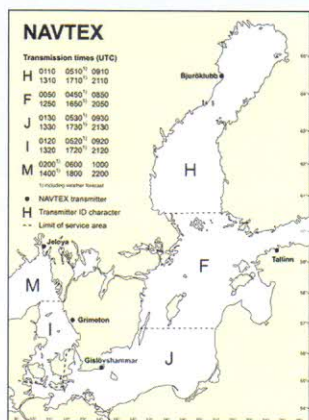 NAVTEX
Transmission times (UTC)
H 0110 0510¹⁾ 0910
1310 1710¹⁾ 2110
F 0050 0450¹⁾ 0850
1250 1650¹⁾ 2050
J 0130 0530¹⁾ 0930
1330 1730¹⁾ 2130
I 0120 0520¹⁾ 0920
1320 1720¹⁾ 2120
M 0200¹⁾ 0600 1000
1400¹⁾ 1800 2200
1) including weather forecast
NAVTEX transmitter
H Transmitter ID character
Limit of service area
Bjuröklubb
H
Jeløya
Tallinn
F
M
I
Grimeton
Gislövshammar
J